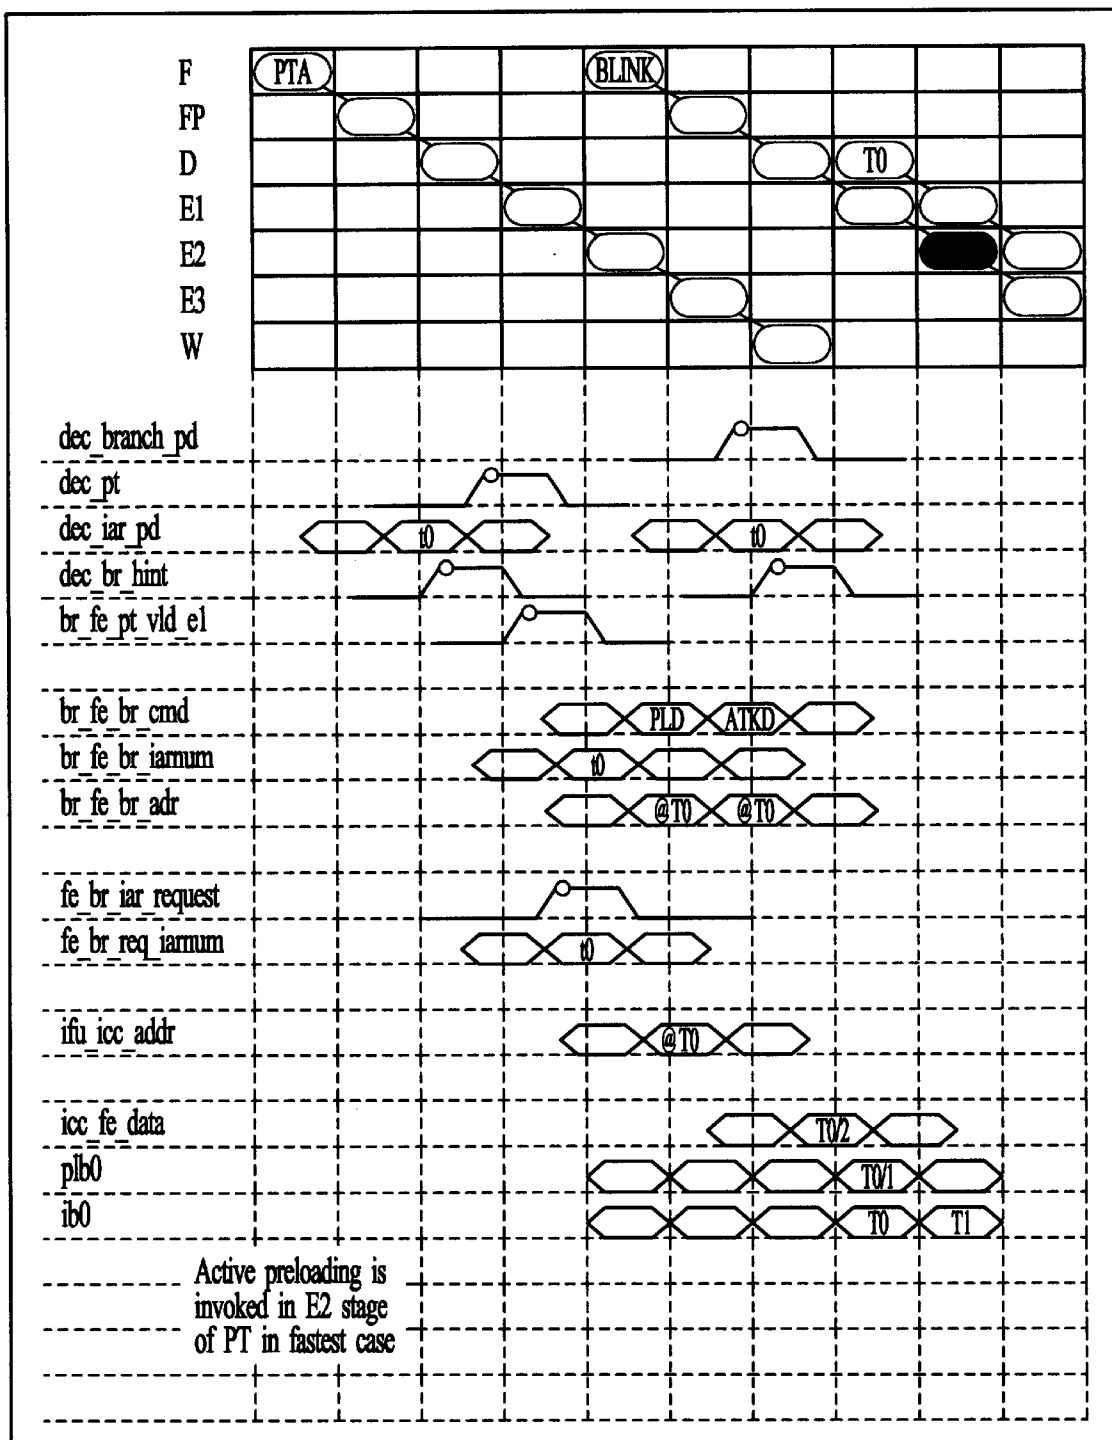 F PTA BLINK
FP
D T0
E1
E2
E3
W
dec_branch_pd
dec_pt
dec_iar_pd t0 t0
dec_br_hint
br_fe_pt_vld_e1
br_fe_br_cmd PLD ATKD
br_fe_br_iarnum t0
br_fe_br_adr @T0 @T0
fe_br_iar_request
fe_br_req_iarnum t0
ifu_icc_addr @T0
icc_fe_data T0/2
plb0 T0/1
ib0 T0 T1
Active preloading is
invoked in E2 stage
of PT in fastest case